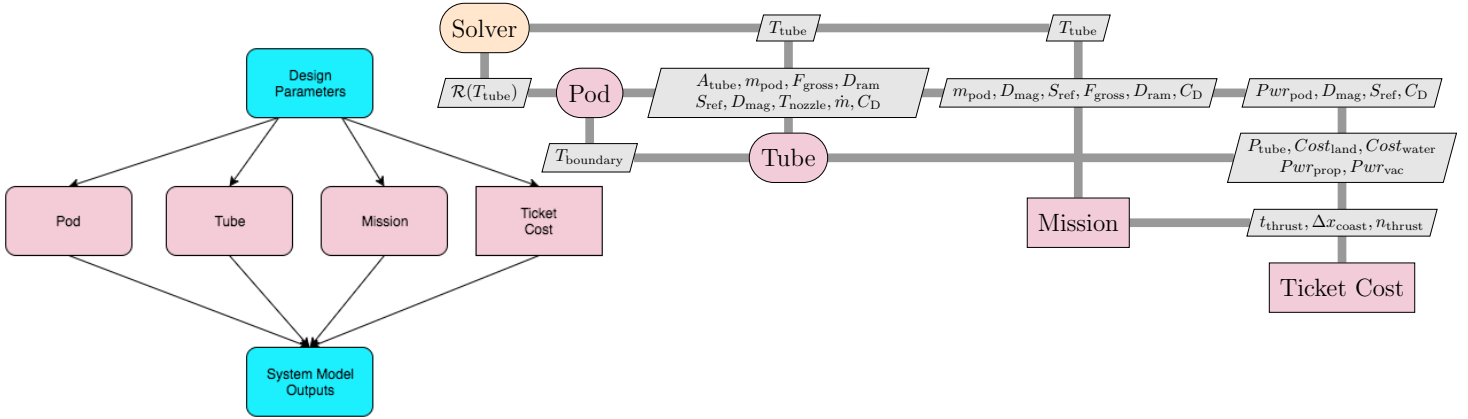 Design
Parameters
Pod
Tube
Mission
Ticket
Cost
System Model
Outputs
Solver
T_tube
T_tube
R(T_tube)
Pod
A_tube, m_pod, F_gross, D_ram
S_ref, D_mag, T_nozzle, ṁ, C_D
m_pod, D_mag, S_ref, F_gross, D_ram, C_D
Pwr_pod, D_mag, S_ref, C_D
T_boundary
Tube
P_tube, Cost_land, Cost_water
Pwr_prop, Pwr_vac
Mission
t_thrust, Δx_coast, n_thrust
Ticket Cost